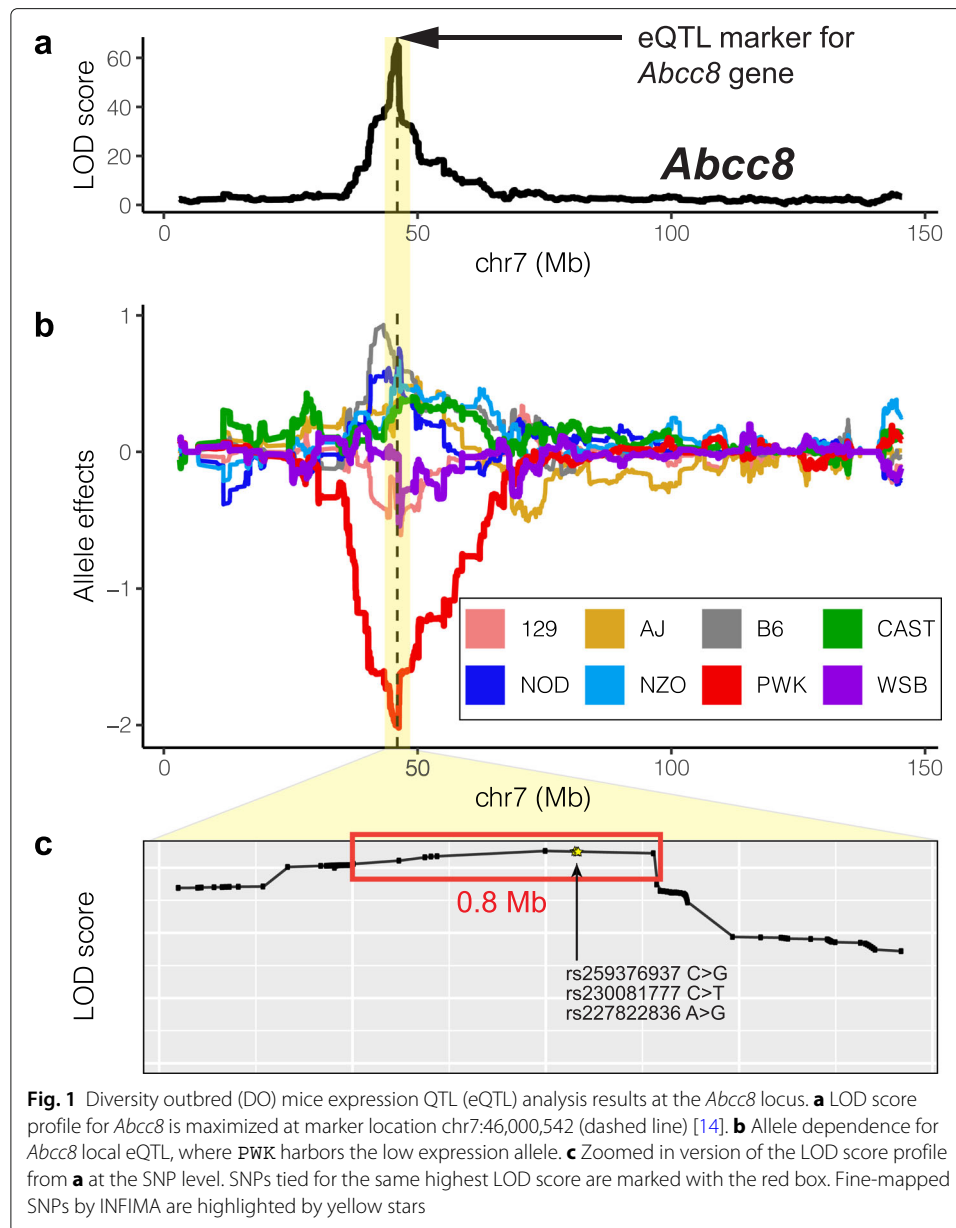 a
eQTL marker for
Abcc8 gene
Abcc8
LOD score
60
40
20
0
0 50 100 150
chr7 (Mb)
b
Allele effects
1
0
−1
−2
129 AJ B6 CAST
NOD NZO PWK WSB
0 50 100 150
chr7 (Mb)
c
LOD score
0.8 Mb
rs259376937 C>G
rs230081777 C>T
rs227822836 A>G
Fig. 1 Diversity outbred (DO) mice expression QTL (eQTL) analysis results at the Abcc8 locus. a LOD score
profile for Abcc8 is maximized at marker location chr7:46,000,542 (dashed line) [14]. b Allele dependence for
Abcc8 local eQTL, where PWK harbors the low expression allele. c Zoomed in version of the LOD score profile
from a at the SNP level. SNPs tied for the same highest LOD score are marked with the red box. Fine-mapped
SNPs by INFIMA are highlighted by yellow stars